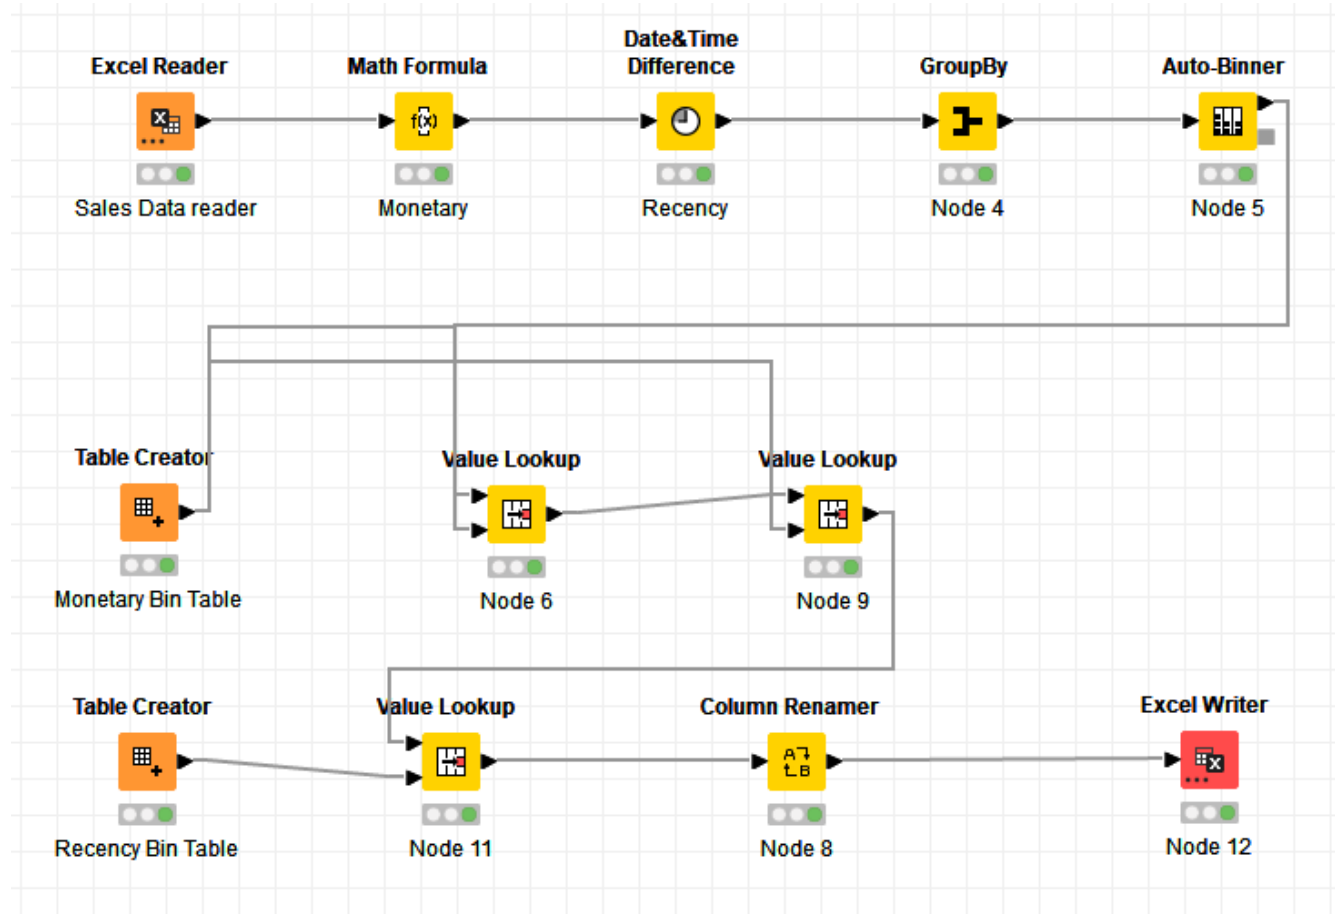 Excel Reader
Math Formula
Date&Time
Difference
GroupBy
Auto-Binner
X
f(x)
Sales Data reader
Monetary
Recency
Node 4
Node 5
Table Creator
Value Lookup
Value Lookup
Monetary Bin Table
Node 6
Node 9
Table Creator
Value Lookup
Column Renamer
Excel Writer
A
B
X
Recency Bin Table
Node 11
Node 8
Node 12